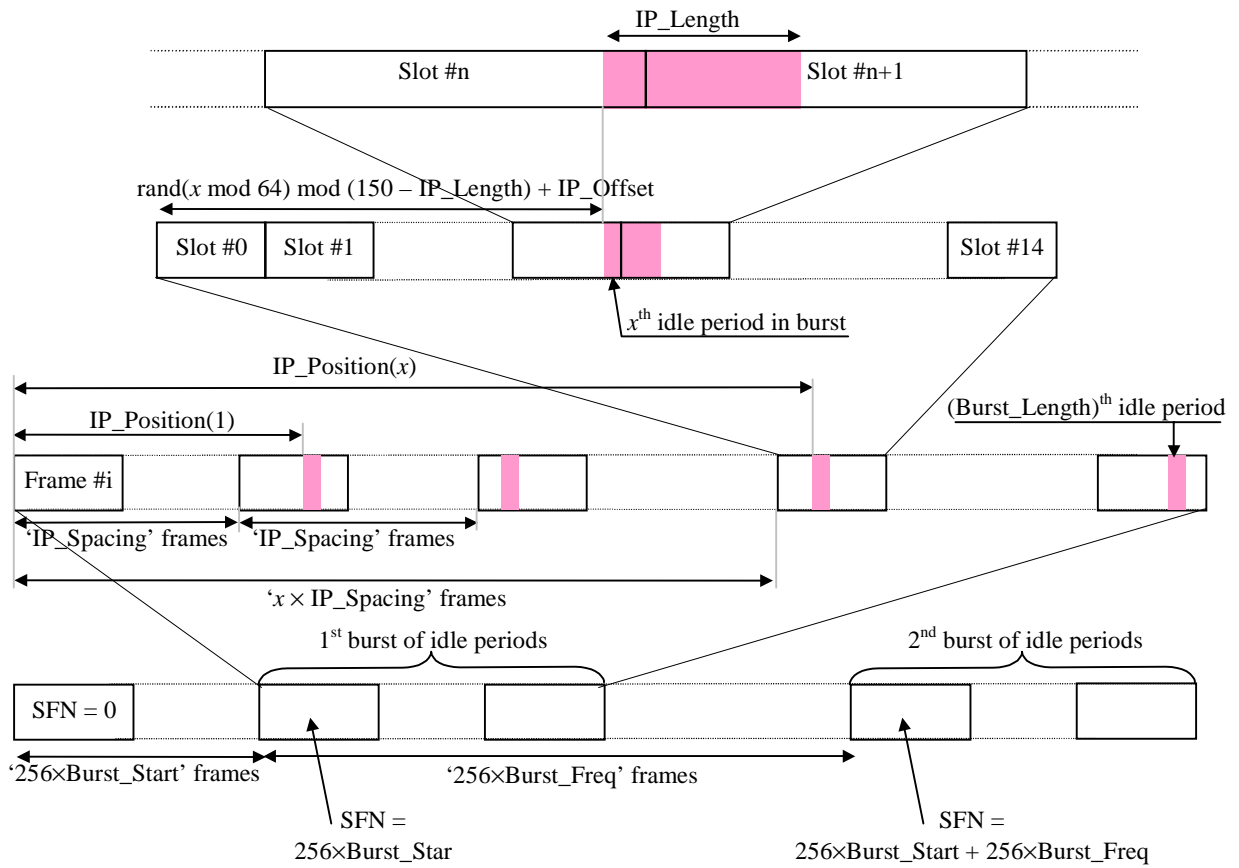 IP_Length
Slot #n
Slot #n+1
rand(x mod 64) mod (150 – IP_Length) + IP_Offset
Slot #0
Slot #1
Slot #14
xth idle period in burst
IP_Position(x)
(Burst_Length)th idle period
IP_Position(1)
Frame #i
‘IP_Spacing’ frames
‘IP_Spacing’ frames
‘x × IP_Spacing’ frames
1st burst of idle periods
2nd burst of idle periods
SFN = 0
‘256×Burst_Start’ frames
‘256×Burst_Freq’ frames
SFN =
256×Burst_Star
SFN =
256×Burst_Start + 256×Burst_Freq